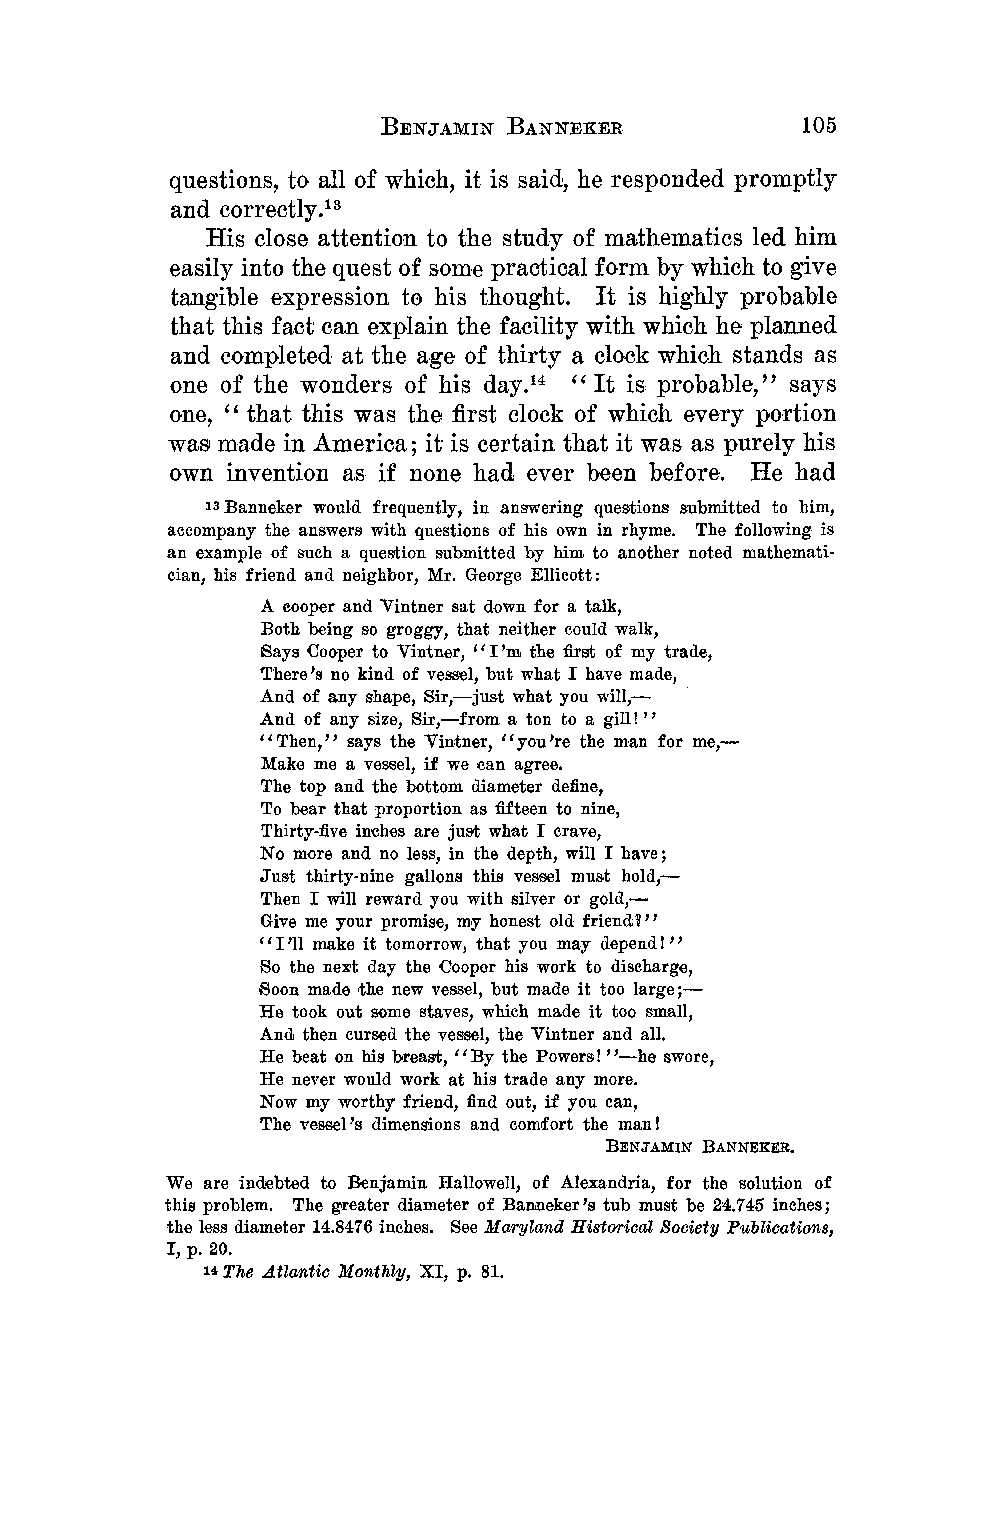 BENJAMIN BANNEKER 105
questions, to all of which, it is said, he responded promptly
and correctly.¹³
His close attention to the study of mathematics led him
easily into the quest of some practical form by which to give
tangible expression to his thought. It is highly probable
that this fact can explain the facility with which he planned
and completed at the age of thirty a clock which stands as
one of the wonders of his day.¹⁴ “It is probable,” says
one, “that this was the first clock of which every portion
was made in America; it is certain that it was as purely his
own invention as if none had ever been before. He had
¹³ Banneker would frequently, in answering questions submitted to him,
accompany the answers with questions of his own in rhyme. The following is
an example of such a question submitted by him to another noted mathemati-
cian, his friend and neighbor, Mr. George Ellicott:
A cooper and Vintner sat down for a talk,
Both being so groggy, that neither could walk,
Says Cooper to Vintner, “I’m the first of my trade,
There’s no kind of vessel, but what I have made,
And of any shape, Sir,—just what you will,—
And of any size, Sir,—from a ton to a gill!”
“Then,” says the Vintner, “you’re the man for me,—
Make me a vessel, if we can agree.
The top and the bottom diameter define,
To bear that proportion as fifteen to nine,
Thirty-five inches are just what I crave,
No more and no less, in the depth, will I have;
Just thirty-nine gallons this vessel must hold,—
Then I will reward you with silver or gold,—
Give me your promise, my honest old friend?”
“I’ll make it tomorrow, that you may depend!”
So the next day the Cooper his work to discharge,
Soon made the new vessel, but made it too large;—
He took out some staves, which made it too small,
And then cursed the vessel, the Vintner and all.
He beat on his breast, “By the Powers!”—he swore,
He never would work at his trade any more.
Now my worthy friend, find out, if you can,
The vessel’s dimensions and comfort the man!
BENJAMIN BANNEKER.
We are indebted to Benjamin Hallowell, of Alexandria, for the solution of
this problem. The greater diameter of Banneker’s tub must be 24.745 inches;
the less diameter 14.8476 inches. See Maryland Historical Society Publications,
I, p. 20.
¹⁴ The Atlantic Monthly, XI, p. 81.